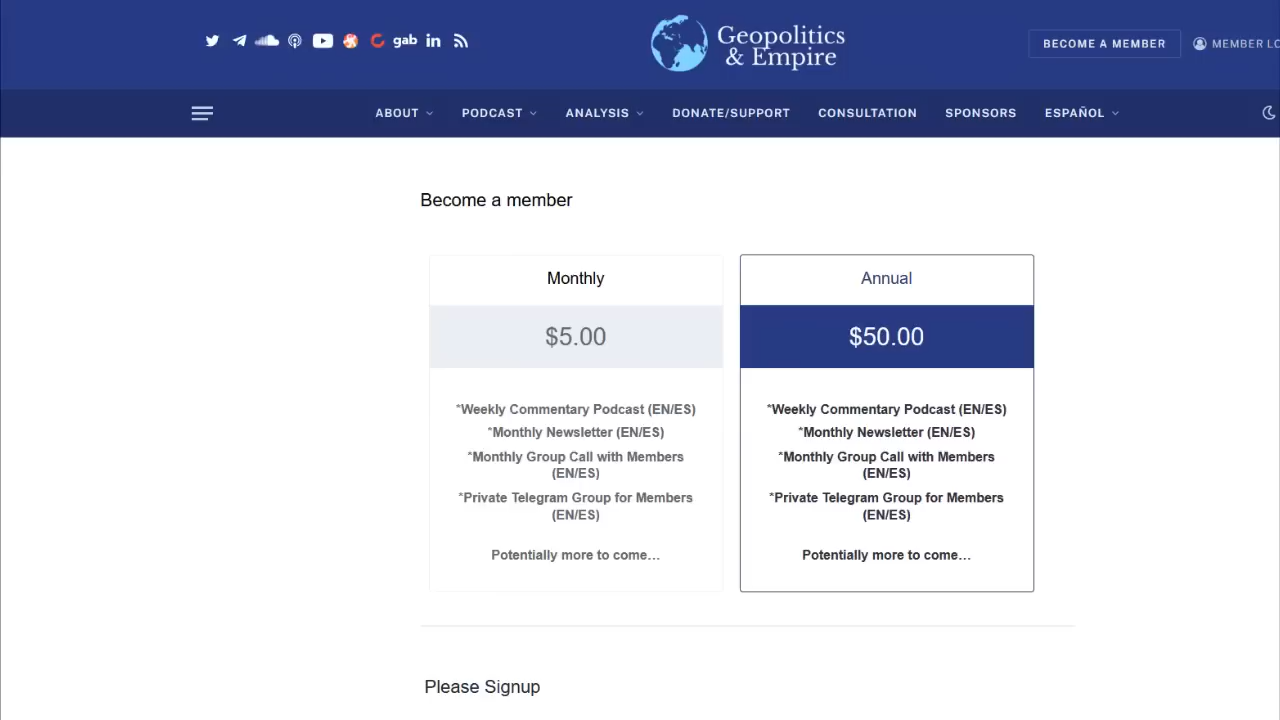 gab
Geopolitics
& Empire
BECOME A MEMBER
MEMBER LO
ABOUT
PODCAST
ANALYSIS
DONATE/SUPPORT
CONSULTATION
SPONSORS
ESPAÑOL
Become a member
Monthly
$5.00
*Weekly Commentary Podcast (EN/ES)
*Monthly Newsletter (EN/ES)
*Monthly Group Call with Members
(EN/ES)
*Private Telegram Group for Members
(EN/ES)
Potentially more to come…
Annual
$50.00
*Weekly Commentary Podcast (EN/ES)
*Monthly Newsletter (EN/ES)
*Monthly Group Call with Members
(EN/ES)
*Private Telegram Group for Members
(EN/ES)
Potentially more to come…
Please Signup